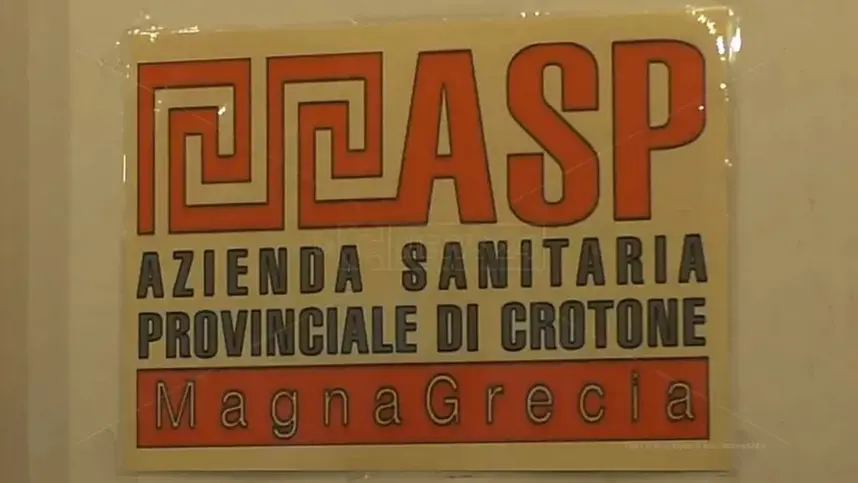 ASP
AZIENDA SANITARIA
PROVINCIALE DI CROTONE
MagnaGrecia